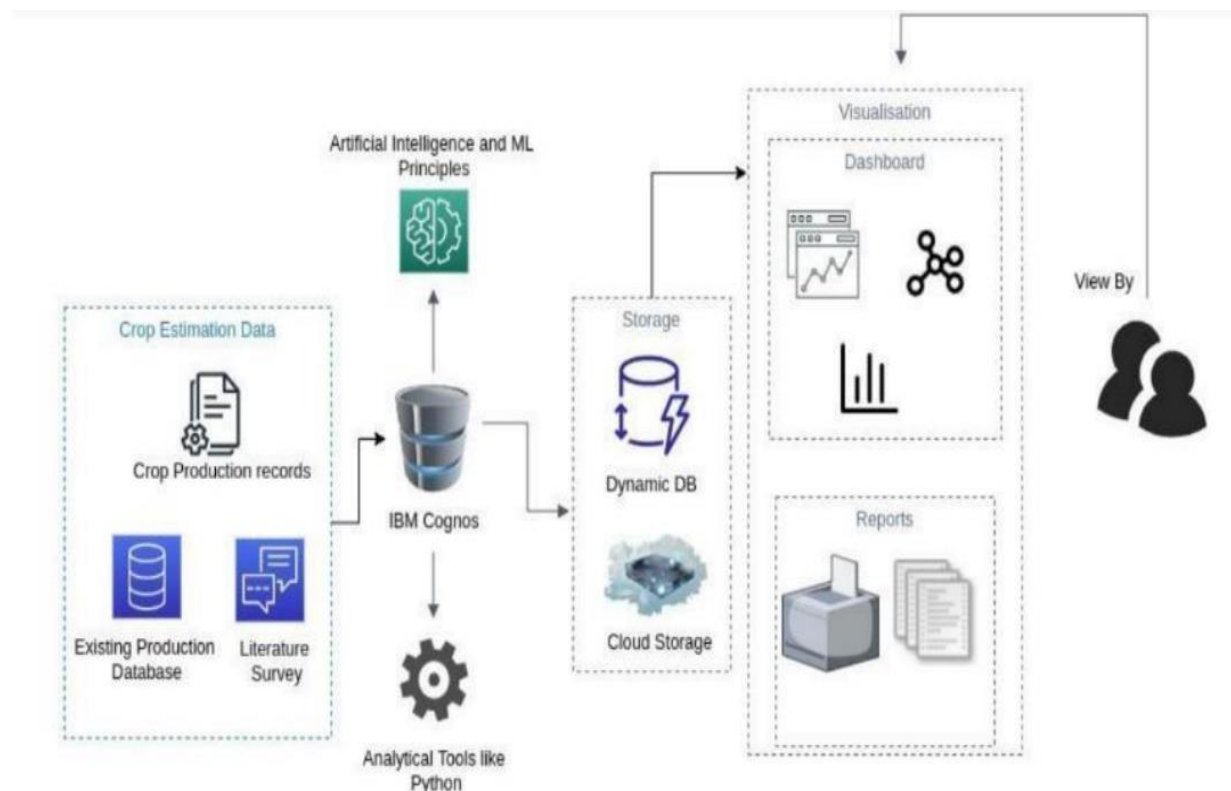 Artificial Intelligence and ML
Principles
Crop Estimation Data
Crop Production records
Existing Production
Database
Literature
Survey
IBM Cognos
Analytical Tools like
Python
Storage
Dynamic DB
Cloud Storage
Visualisation
Dashboard
Reports
View By